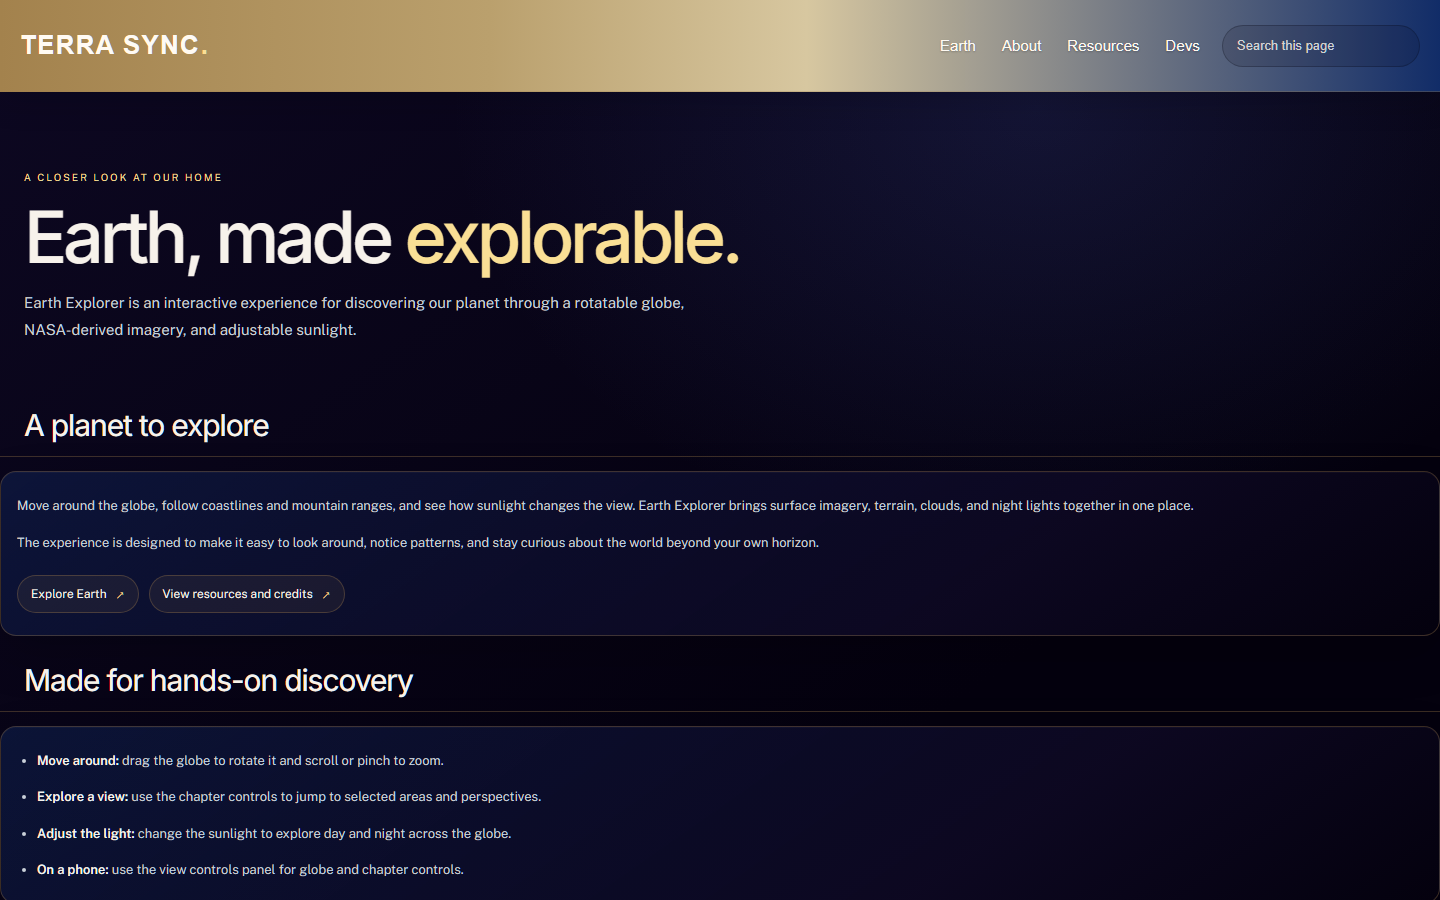 TERRA SYNC.
Earth
About
Resources
Devs
Search this page
A CLOSER LOOK AT OUR HOME
Earth, made explorable.
Earth Explorer is an interactive experience for discovering our planet through a rotatable globe,
NASA-derived imagery, and adjustable sunlight.
A planet to explore
Move around the globe, follow coastlines and mountain ranges, and see how sunlight changes the view. Earth Explorer brings surface imagery, terrain, clouds, and night lights together in one place.
The experience is designed to make it easy to look around, notice patterns, and stay curious about the world beyond your own horizon.
Explore Earth ↗
View resources and credits ↗
Made for hands-on discovery
• Move around: drag the globe to rotate it and scroll or pinch to zoom.
• Explore a view: use the chapter controls to jump to selected areas and perspectives.
• Adjust the light: change the sunlight to explore day and night across the globe.
• On a phone: use the view controls panel for globe and chapter controls.